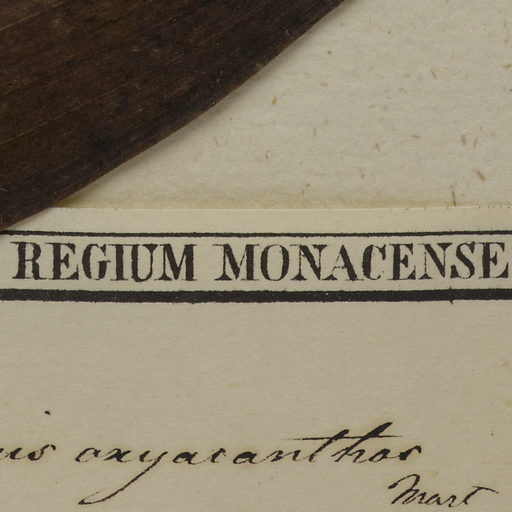 REGIUM MONACENSE
us oxyacanthos
Mart